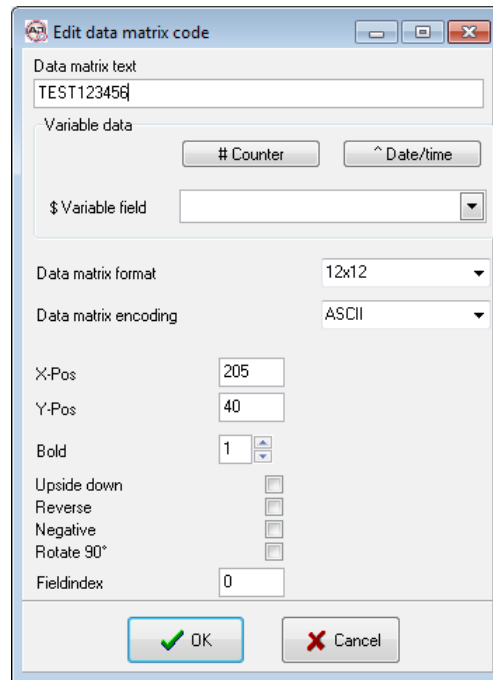 Edit data matrix code
Data matrix text
TEST123456
Variable data
# Counter
^ Date/time
$ Variable field
Data matrix format 12x12
Data matrix encoding ASCII
X-Pos 205
Y-Pos 40
Bold 1
Upside down
Reverse
Negative
Rotate 90°
Fieldindex 0
OK
Cancel